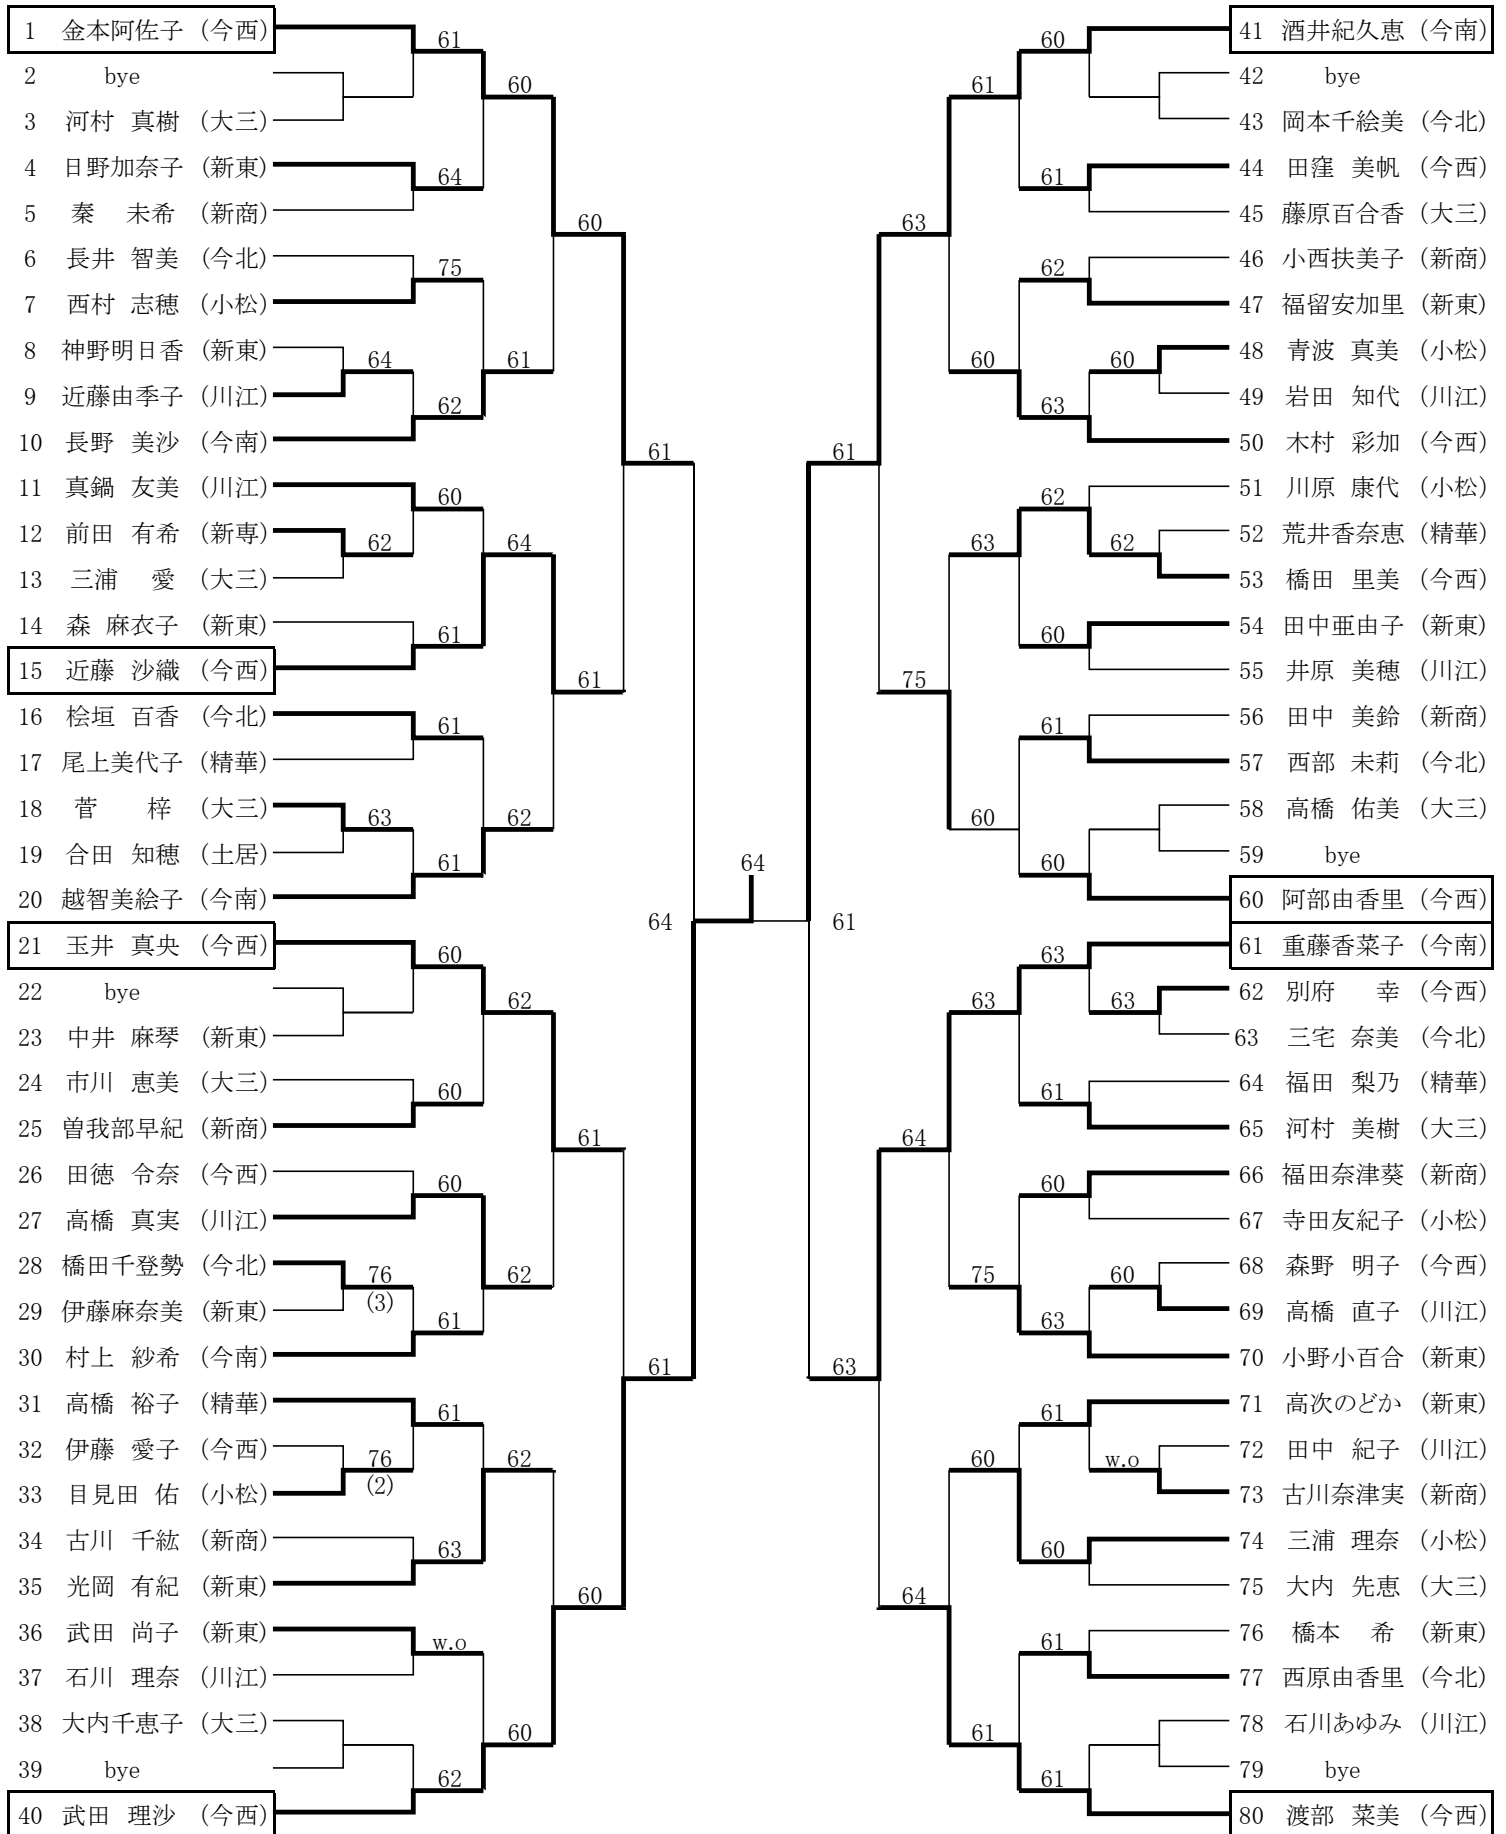 1 金本阿佐子 (今西)
2 bye
3 河村 真樹 (大三)
4 日野加奈子 (新東)
5 秦 未希 (新商)
6 長井 智美 (今北)
7 西村 志穂 (小松)
8 神野明日香 (新東)
9 近藤由季子 (川江)
10 長野 美沙 (今南)
11 真鍋 友美 (川江)
12 前田 有希 (新専)
13 三浦 愛 (大三)
14 森 麻衣子 (新東)
15 近藤 沙織 (今西)
16 桧垣 百香 (今北)
17 尾上美代子 (精華)
18 菅 梓 (大三)
19 合田 知穂 (土居)
20 越智美絵子 (今南)
21 玉井 真央 (今西)
22 bye
23 中井 麻琴 (新東)
24 市川 恵美 (大三)
25 曽我部早紀 (新商)
26 田徳 令奈 (今西)
27 高橋 真実 (川江)
28 橋田千登勢 (今北)
29 伊藤麻奈美 (新東)
30 村上 紗希 (今南)
31 高橋 裕子 (精華)
32 伊藤 愛子 (今西)
33 目見田 佑 (小松)
34 古川 千紘 (新商)
35 光岡 有紀 (新東)
36 武田 尚子 (新東)
37 石川 理奈 (川江)
38 大内千恵子 (大三)
39 bye
40 武田 理沙 (今西)
64
62
63
76
(3)
76
(2)
61
64
75
62
60
61
61
61
60
60
60
61
61
63
w.o
62
60
61
64
62
62
62
62
60
60
61
61
60
61
61
64
64
61
61
63
63
64
75
64
61
60
63
60
63
75
60
61
60
61
62
63
62
60
61
60
63
61
60
63
61
60
61
61
60
62
63
60
w.o
41 酒井紀久恵 (今南)
42 bye
43 岡本千絵美 (今北)
44 田窪 美帆 (今西)
45 藤原百合香 (大三)
46 小西扶美子 (新商)
47 福留安加里 (新東)
48 青波 真美 (小松)
49 岩田 知代 (川江)
50 木村 彩加 (今西)
51 川原 康代 (小松)
52 荒井香奈恵 (精華)
53 橋田 里美 (今西)
54 田中亜由子 (新東)
55 井原 美穂 (川江)
56 田中 美鈴 (新商)
57 西部 未莉 (今北)
58 高橋 佑美 (大三)
59 bye
60 阿部由香里 (今西)
61 重藤香菜子 (今南)
62 別府 幸 (今西)
63 三宅 奈美 (今北)
64 福田 梨乃 (精華)
65 河村 美樹 (大三)
66 福田奈津葵 (新商)
67 寺田友紀子 (小松)
68 森野 明子 (今西)
69 高橋 直子 (川江)
70 小野小百合 (新東)
71 高次のどか (新東)
72 田中 紀子 (川江)
73 古川奈津実 (新商)
74 三浦 理奈 (小松)
75 大内 先恵 (大三)
76 橋本 希 (新東)
77 西原由香里 (今北)
78 石川あゆみ (川江)
79 bye
80 渡部 菜美 (今西)